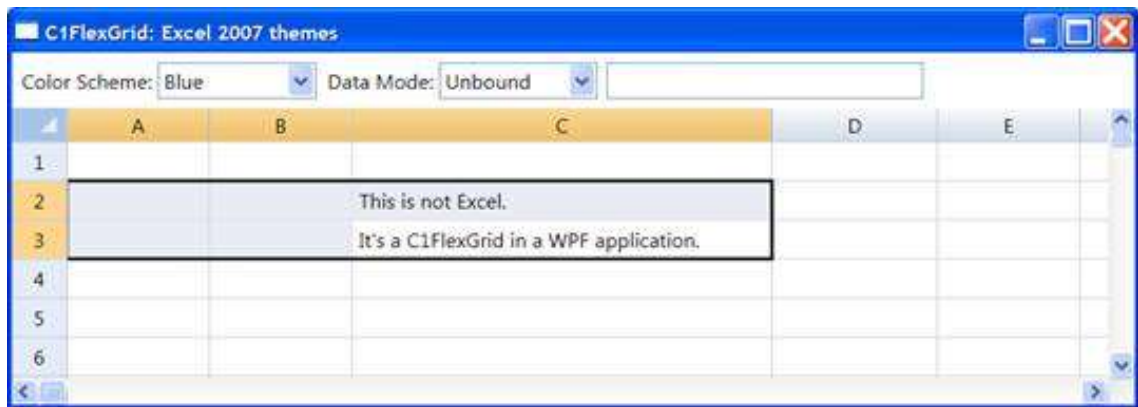 C1FlexGrid: Excel 2007 themes
Color Scheme: Blue Data Mode: Unbound
A B C D E
1
2 This is not Excel.
3 It's a C1FlexGrid in a WPF application.
4
5
6